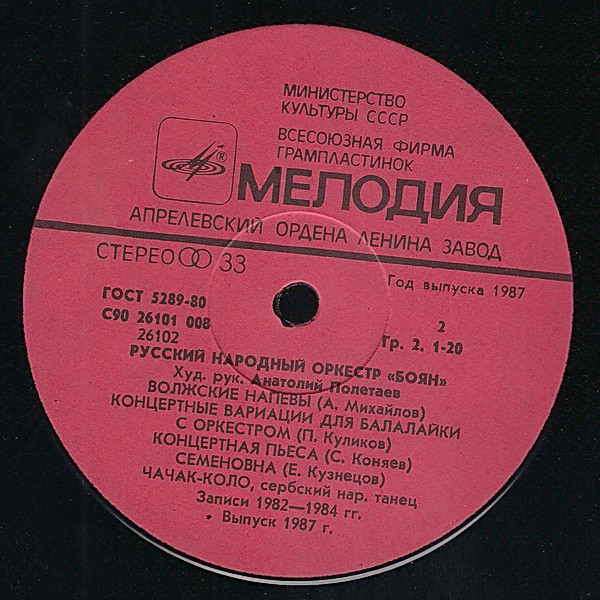 МИНИСТЕРСТВО
КУЛЬТУРЫ СССР
ВСЕСОЮЗНАЯ ФИРМА
ГРАМПЛАСТИНОК
®
МЕЛОДИЯ
АПРЕЛЕВСКИЙ ОРДЕНА ЛЕНИНА ЗАВОД
СТЕРЕО 33
Год выпуска 1987
ГОСТ 5289-80
С90 26101 008
2
26102
Гр. 2. 1-20
РУССКИЙ НАРОДНЫЙ ОРКЕСТР «БОЯН»
Худ. рук. Анатолий Полетаев
ВОЛЖСКИЕ НАПЕВЫ (А. Михайлов)
КОНЦЕРТНЫЕ ВАРИАЦИИ ДЛЯ БАЛАЛАЙКИ
С ОРКЕСТРОМ (П. Куликов)
КОНЦЕРТНАЯ ПЬЕСА (С. Коняев)
СЕМЕНОВНА (Е. Кузнецов)
ЧАЧАК-КОЛО, сербский нар. танец
Записи 1982—1984 гг.
• Выпуск 1987 г.